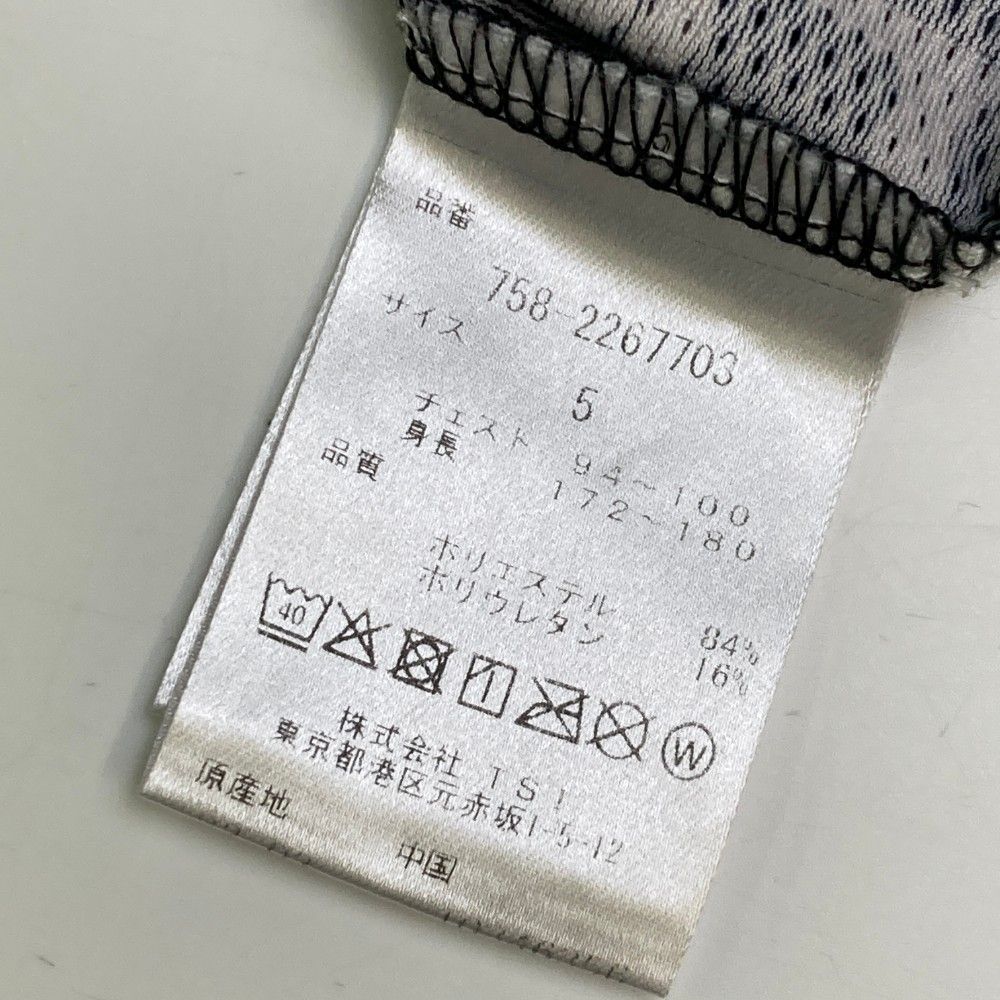 品番
758-2267703
サイズ
5
チェスト 94～100
身長 172～180
品質
ポリエステル 84%
ポリウレタン 16%
40
W
株式会社 TSI
東京都港区元赤坂1-5-12
原産地
中国